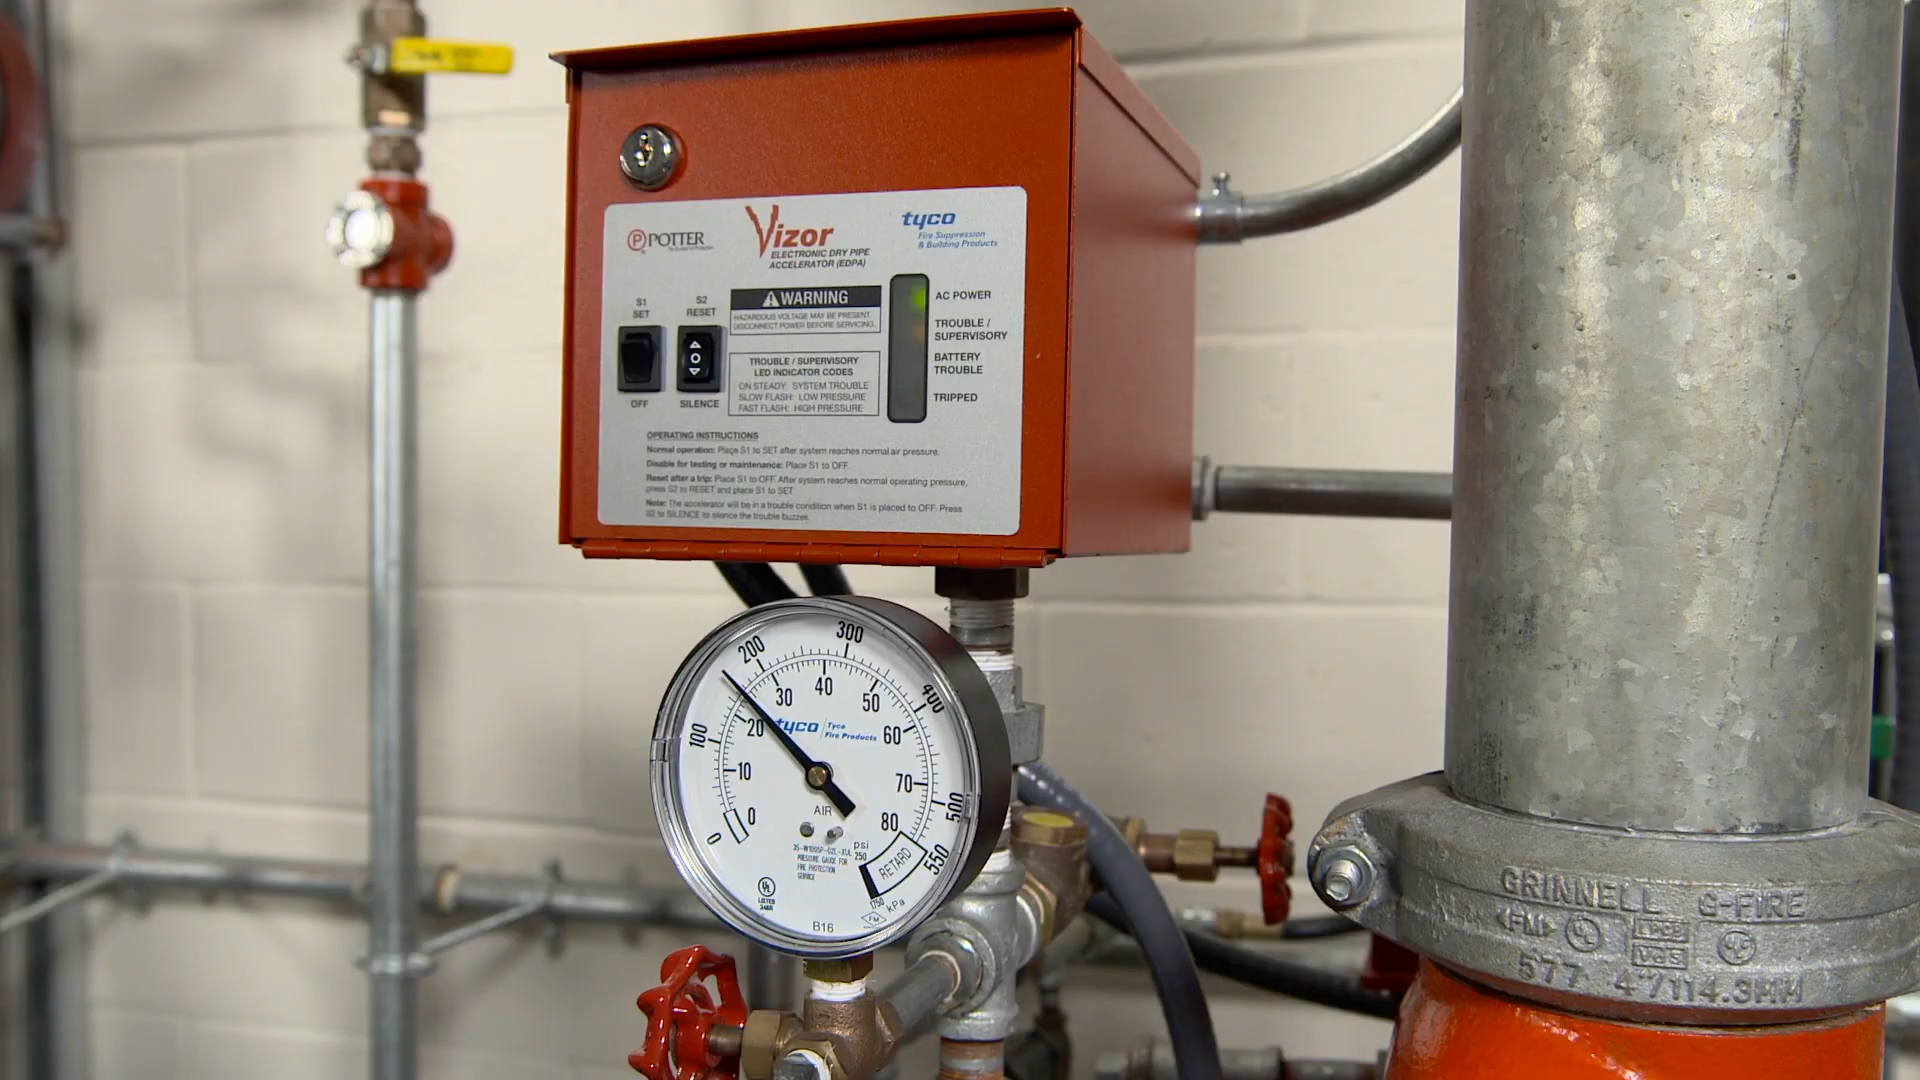 P POTTER
Vizor
ELECTRONIC DRY PIPE
ACCELERATOR (EDPA)
tyco
Fire Suppression
& Building Products
S1
SET
OFF
S2
RESET
SILENCE
WARNING
HAZARDOUS VOLTAGE MAY BE PRESENT.
DISCONNECT POWER BEFORE SERVICING.
TROUBLE / SUPERVISORY
LED INDICATOR CODES
ON STEADY: SYSTEM TROUBLE
SLOW FLASH: LOW PRESSURE
FAST FLASH: HIGH PRESSURE
AC POWER
TROUBLE /
SUPERVISORY
BATTERY
TROUBLE
TRIPPED
OPERATING INSTRUCTIONS
Normal operation: Place S1 to SET after system reaches normal air pressure.
Disable for testing or maintenance: Place S1 to OFF.
Reset after a trip: Place S1 to OFF. After system reaches normal operating pressure,
press S2 to RESET and place S1 to SET.
Note: The accelerator will be in a trouble condition when S1 is placed to OFF. Press
S2 to SILENCE to silence the trouble buzzer.
0 100 200 300 400 500 550
0 10 20 30 40 50 60 70 80
tyco Tyco
Fire Products
AIR
psi
250
RETARD
1750 kPa
PRESSURE GAUGE FOR
FIRE PROTECTION
SERVICE
UL
LISTED
B16
FM
GRINNELL G-FIRE
FM UL LPCB
VdS
577 4"/114.3MM